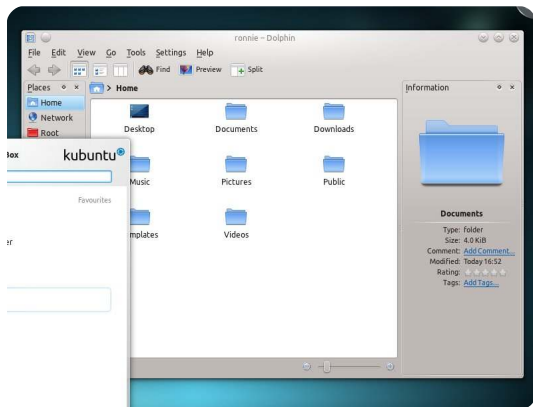 ronnie – Dolphin
File Edit View Go Tools Settings Help
Find Preview Split
Places
Home
Network
Root
> Home
Desktop Documents Downloads
Music Pictures Public
mplates Videos
Information
Documents
Type: folder
Size: 4.0 KiB
Comment: Add Comment...
Modified: Today 16:52
Rating:
Tags: Add Tags...
Box kubuntu
Favourites
er